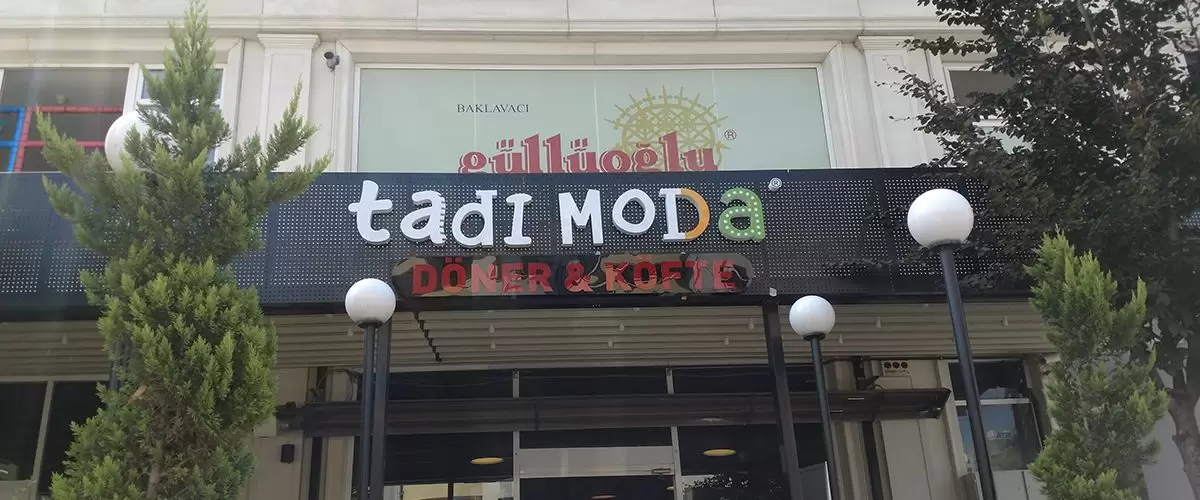 BAKLAVACI
güllüoğlu ®
tadı MODa ®
DÖNER & KÖFTE